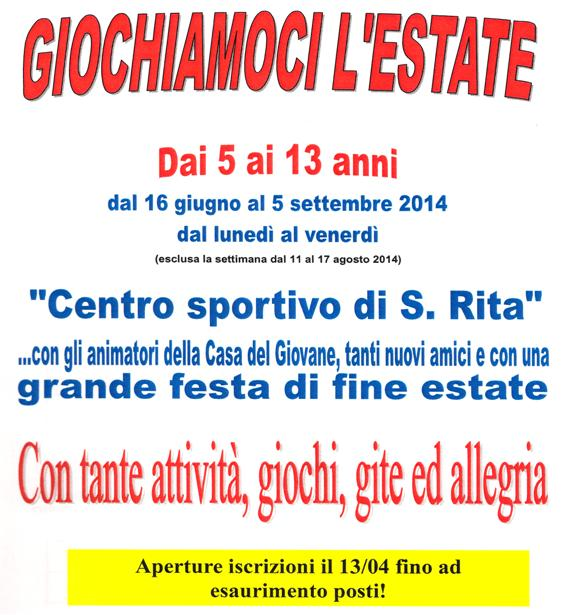 GIOCHIAMOCI L'ESTATE
Dai 5 ai 13 anni
dal 16 giugno al 5 settembre 2014
dal lunedì al venerdì
(esclusa la settimana dal 11 al 17 agosto 2014)
"Centro sportivo di S. Rita"
...con gli animatori della Casa del Giovane, tanti nuovi amici e con una
grande festa di fine estate
Con tante attività, giochi, gite ed allegria
Aperture iscrizioni il 13/04 fino ad
esaurimento posti!